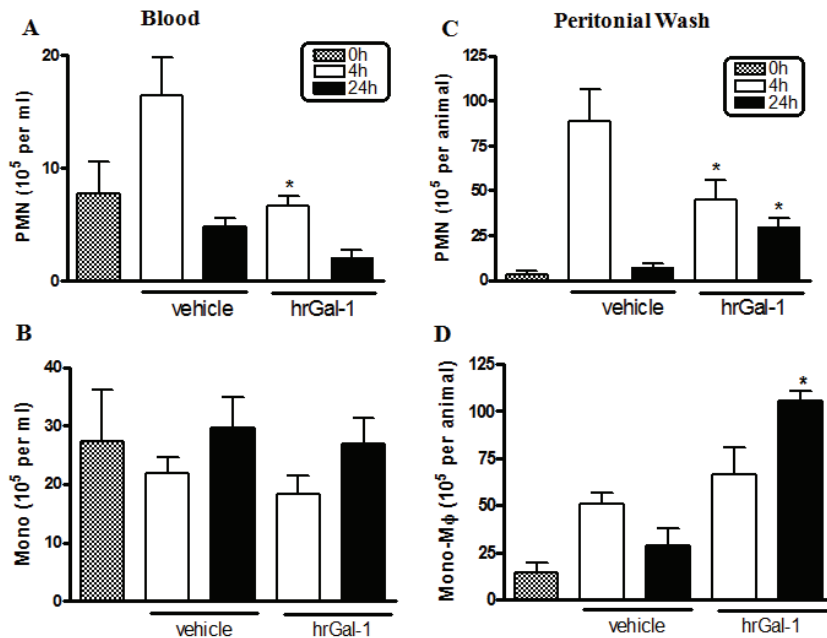 Blood
Peritonial Wash
A
PMN (10⁵ per ml)
20
10
0
0h
4h
24h
*
vehicle
hrGal-1
C
PMN (10⁵ per animal)
125
100
75
50
25
0
0h
4h
24h
*
*
vehicle
hrGal-1
B
Mono (10⁵ per ml)
40
30
20
10
0
vehicle
hrGal-1
D
Mono-Mϕ (10⁵ per animal)
125
100
75
50
25
0
*
vehicle
hrGal-1